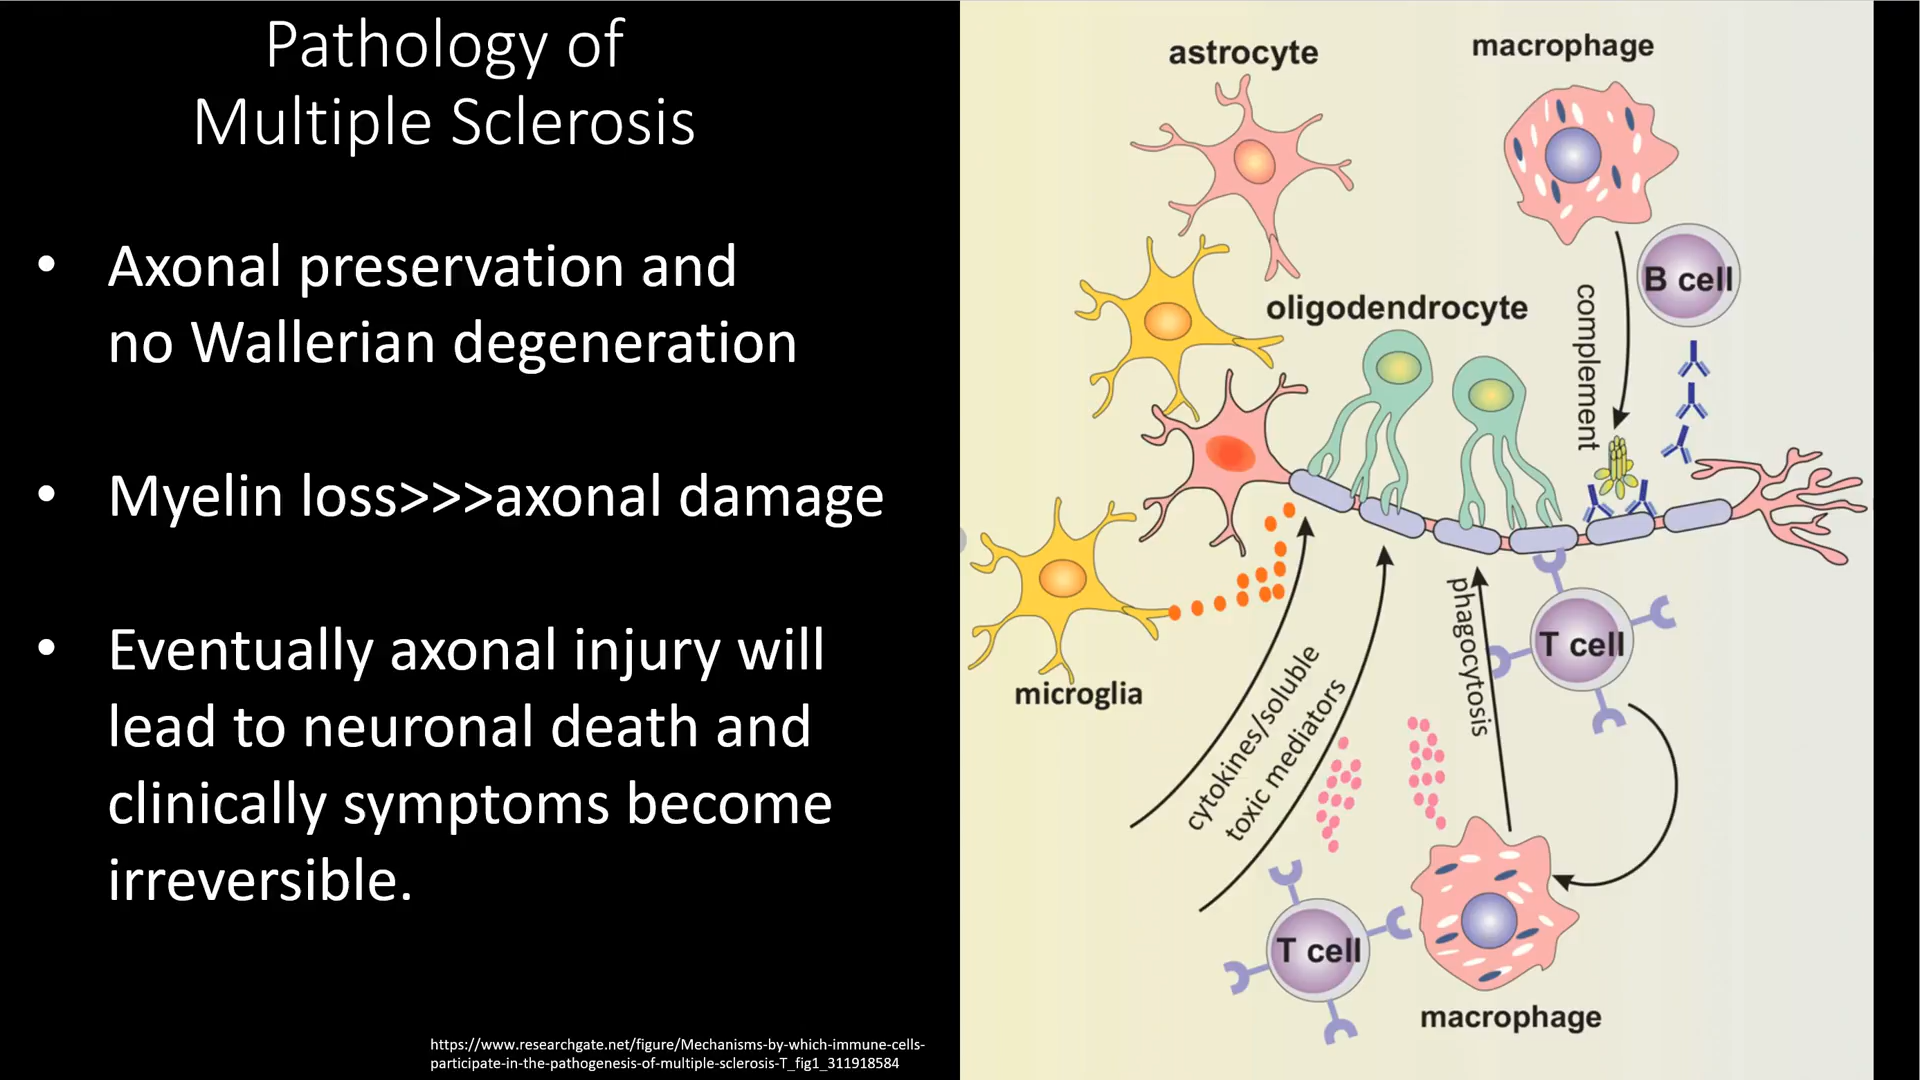 Pathology of
Multiple Sclerosis
• Axonal preservation and
no Wallerian degeneration
• Myelin loss>>>axonal damage
• Eventually axonal injury will
lead to neuronal death and
clinically symptoms become
irreversible.
https://www.researchgate.net/figure/Mechanisms-by-which-immune-cells-
participate-in-the-pathogenesis-of-multiple-sclerosis-T_fig1_311918584
astrocyte
macrophage
B cell
oligodendrocyte
complement
microglia
cytokines/soluble
toxic mediators
phagocytosis
T cell
T cell
macrophage